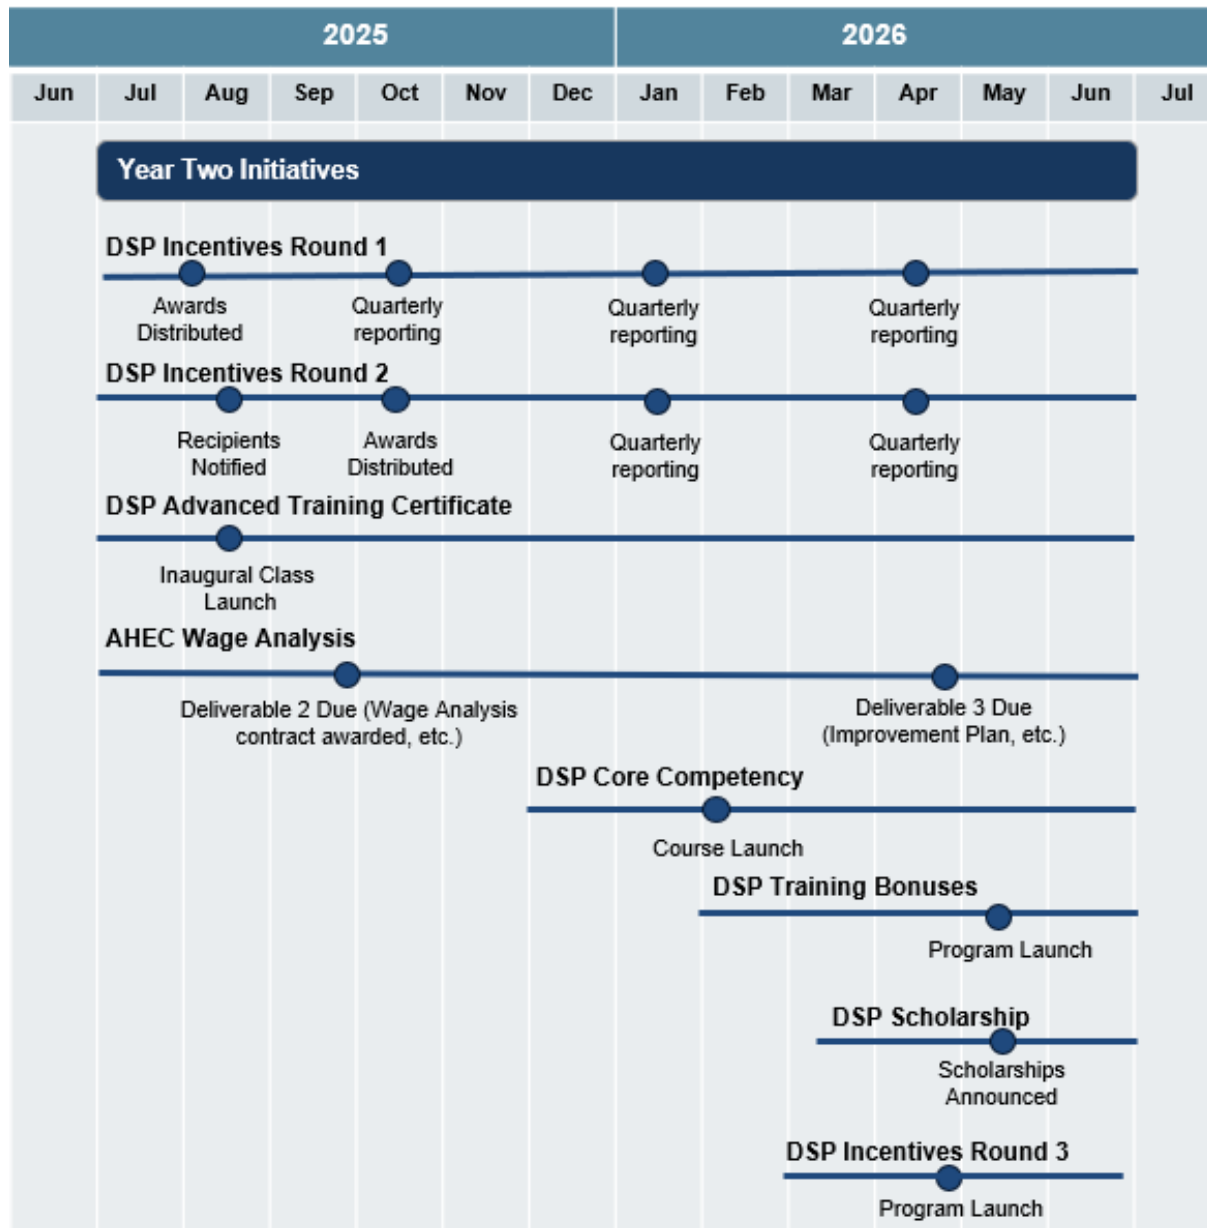 2025 2026
Jun Jul Aug Sep Oct Nov Dec Jan Feb Mar Apr May Jun Jul
Year Two Initiatives
DSP Incentives Round 1
Awards
Distributed
Quarterly
reporting
Quarterly
reporting
Quarterly
reporting
DSP Incentives Round 2
Recipients
Notified
Awards
Distributed
Quarterly
reporting
Quarterly
reporting
DSP Advanced Training Certificate
Inaugural Class
Launch
AHEC Wage Analysis
Deliverable 2 Due (Wage Analysis
contract awarded, etc.)
Deliverable 3 Due
(Improvement Plan, etc.)
DSP Core Competency
Course Launch
DSP Training Bonuses
Program Launch
DSP Scholarship
Scholarships
Announced
DSP Incentives Round 3
Program Launch